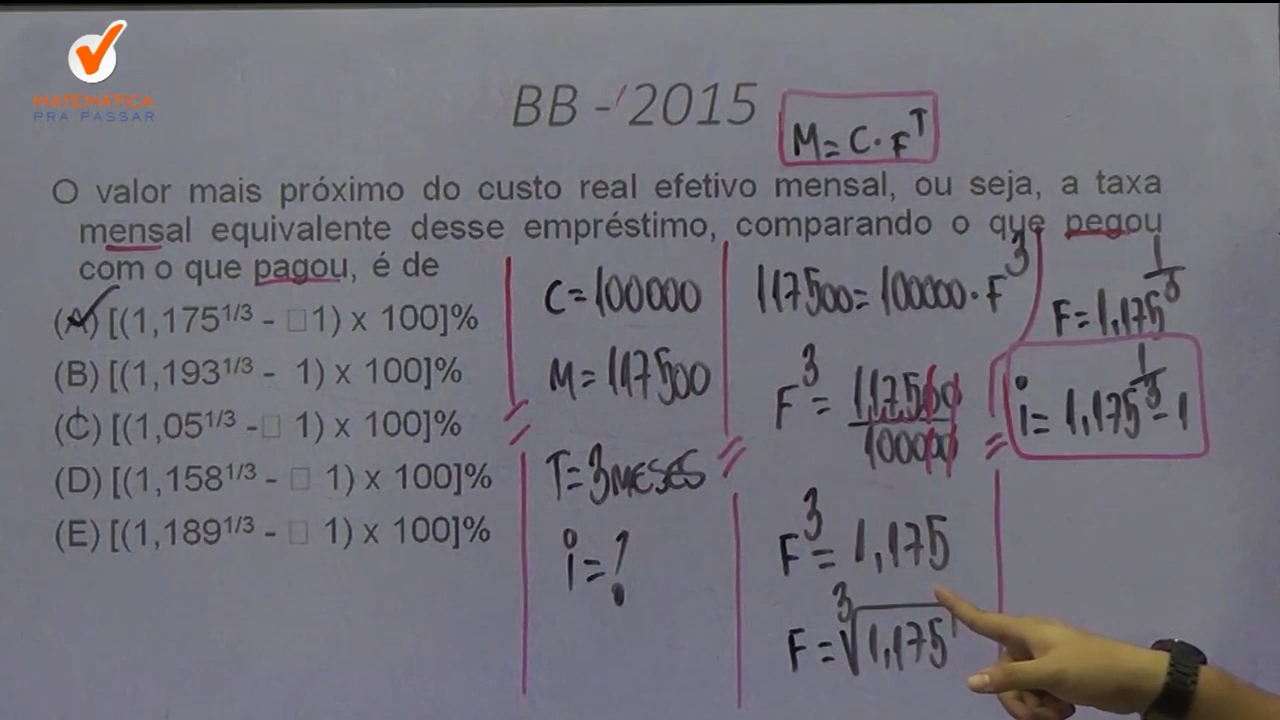 MATEMÁTICA
PRA PASSAR
BB - 2015
M = C · F^T
O valor mais próximo do custo real efetivo mensal, ou seja, a taxa
mensal equivalente desse empréstimo, comparando o que pegou
com o que pagou, é de
(A) [(1,175^1/3 - □1) x 100]%
(B) [(1,193^1/3 - 1) x 100]%
(C) [(1,05^1/3 -□ 1) x 100]%
(D) [(1,158^1/3 - □ 1) x 100]%
(E) [(1,189^1/3 - □ 1) x 100]%
C = 100000
M = 117500
T = 3 MESES
i = ?
117500 = 100000 · F^3
F^3 = 117500/100000
F^3 = 1,175
F = ³√1,175
F = 1,175^1/3
i = 1,175^1/3 - 1